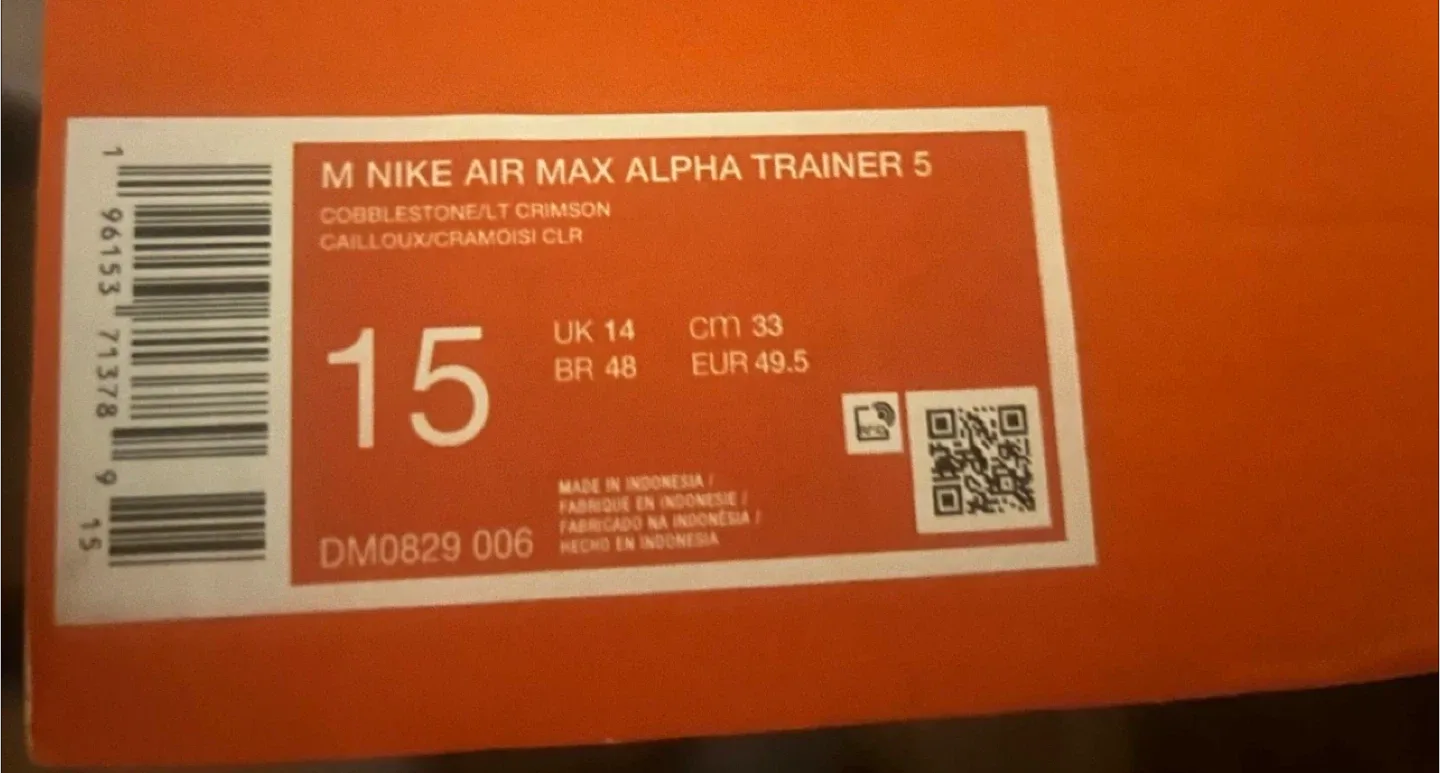 1 96153 71378 9 15
M NIKE AIR MAX ALPHA TRAINER 5
COBBLESTONE/LT CRIMSON
CAILLOUX/CRAMOISI CLR
15
UK 14 cm 33
BR 48 EUR 49.5
MADE IN INDONESIA /
FABRIQUE EN INDONESIE /
FABRICADO NA INDONÉSIA /
HECHO EN INDONESIA
DM0829 006